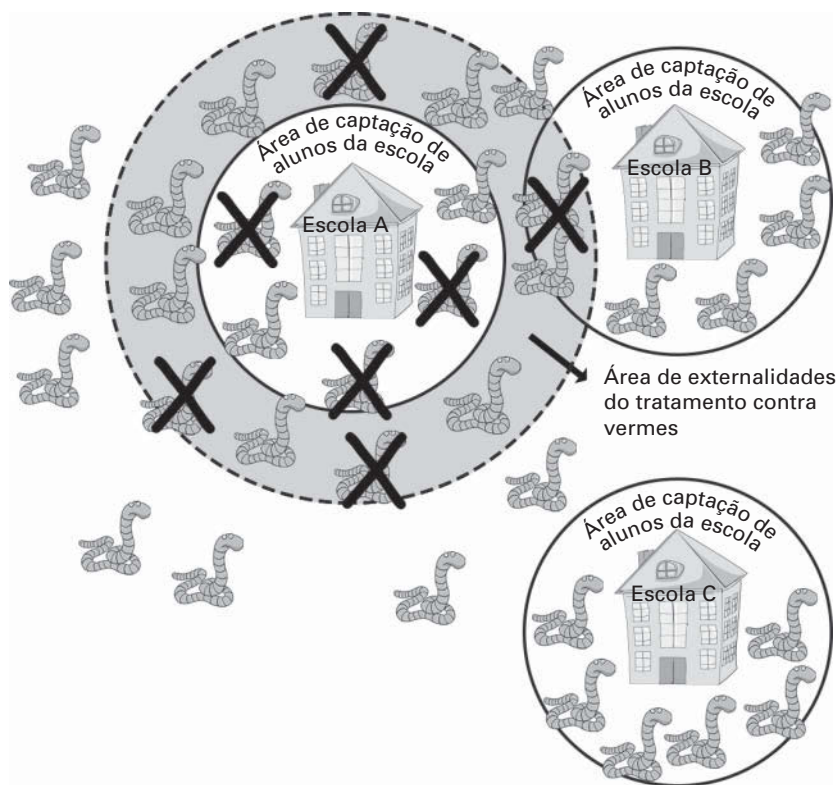 Área de captação de
alunos da escola
Escola A
Área de captação de
alunos da escola
Escola B
Área de externalidades
do tratamento contra
vermes
Área de captação de
alunos da escola
Escola C